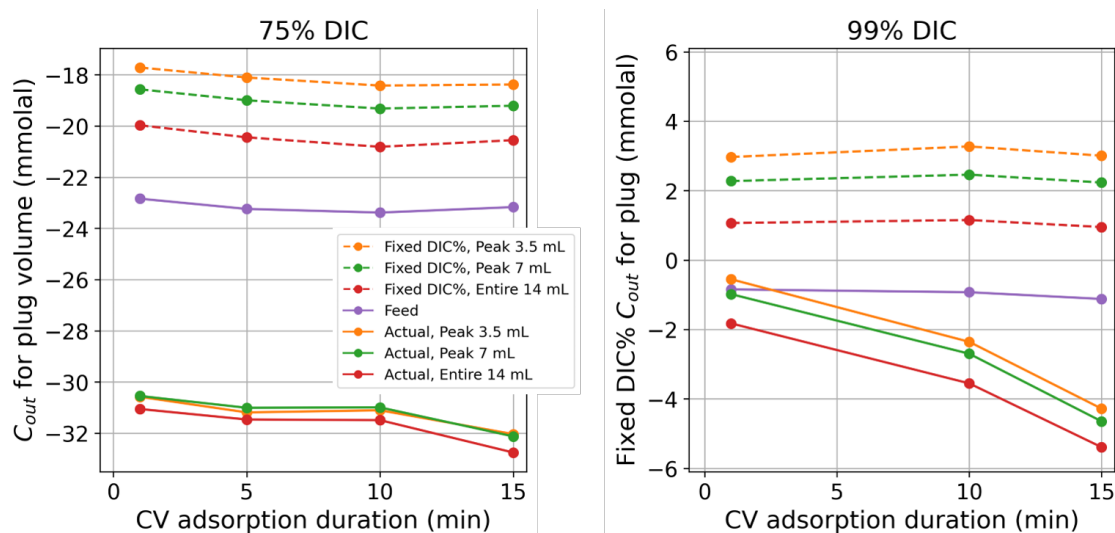 75% DIC
C_out for plug volume (mmolal)
−18
−20
−22
−24
−26
−28
−30
−32
Fixed DIC%, Peak 3.5 mL
Fixed DIC%, Peak 7 mL
Fixed DIC%, Entire 14 mL
Feed
Actual, Peak 3.5 mL
Actual, Peak 7 mL
Actual, Entire 14 mL
0 5 10 15
CV adsorption duration (min)
99% DIC
Fixed DIC% C_out for plug (mmolal)
6
4
2
0
−2
−4
−6
0 5 10 15
CV adsorption duration (min)